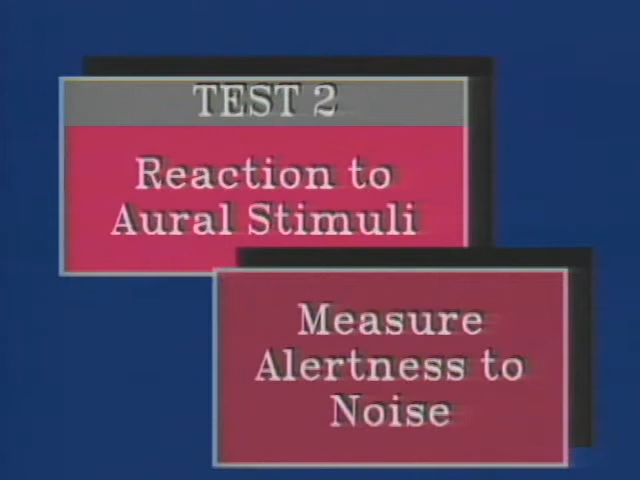 TEST 2
Reaction to
Aural Stimuli
Measure
Alertness to
Noise